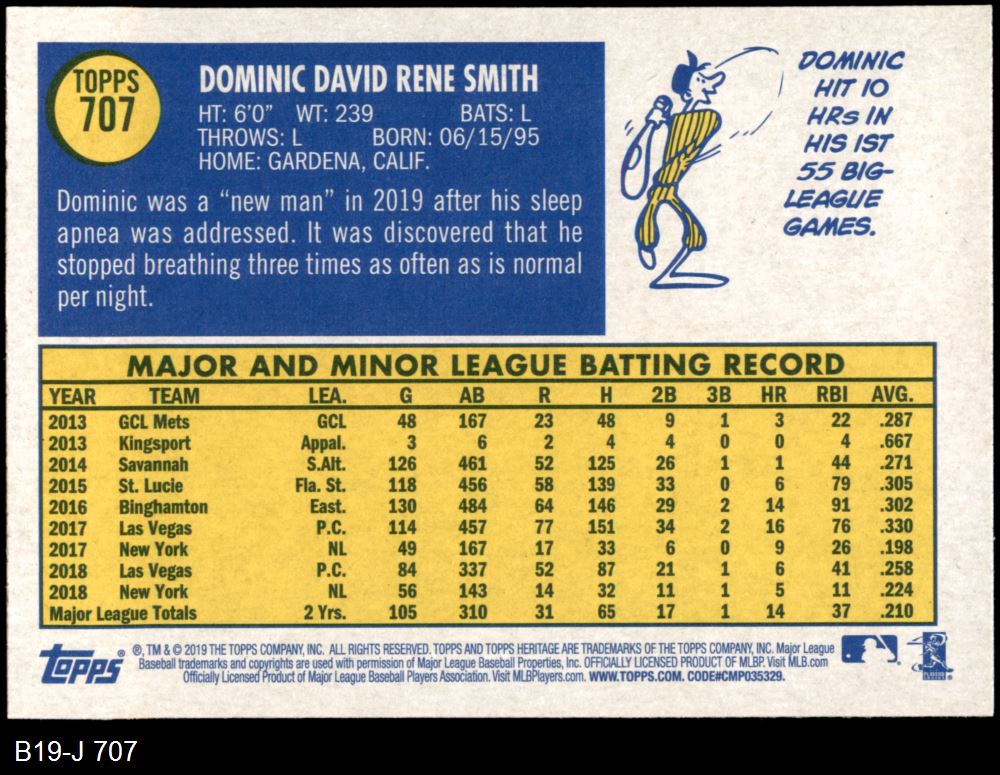 TOPPS
707
DOMINIC DAVID RENE SMITH
HT: 6'0" WT: 239 BATS: L
THROWS: L BORN: 06/15/95
HOME: GARDENA, CALIF.
Dominic was a “new man” in 2019 after his sleep
apnea was addressed. It was discovered that he
stopped breathing three times as often as is normal
per night.
DOMINIC
HIT 10
HRs IN
HIS 1ST
55 BIG-
LEAGUE
GAMES.
MAJOR AND MINOR LEAGUE BATTING RECORD
YEAR TEAM LEA. G AB R H 2B 3B HR RBI AVG.
2013 GCL Mets GCL 48 167 23 48 9 1 3 22 .287
2013 Kingsport Appal. 3 6 2 4 4 0 0 4 .667
2014 Savannah S.Alt. 126 461 52 125 26 1 1 44 .271
2015 St. Lucie Fla. St. 118 456 58 139 33 0 6 79 .305
2016 Binghamton East. 130 484 64 146 29 2 14 91 .302
2017 Las Vegas P.C. 114 457 77 151 34 2 16 76 .330
2017 New York NL 49 167 17 33 6 0 9 26 .198
2018 Las Vegas P.C. 84 337 52 87 21 1 6 41 .258
2018 New York NL 56 143 14 32 11 1 5 11 .224
Major League Totals 2 Yrs. 105 310 31 65 17 1 14 37 .210
Topps® ®, TM & © 2019 THE TOPPS COMPANY, INC. ALL RIGHTS RESERVED. TOPPS AND TOPPS HERITAGE ARE TRADEMARKS OF THE TOPPS COMPANY, INC. Major League
Baseball trademarks and copyrights are used with permission of Major League Baseball Properties, Inc. OFFICIALLY LICENSED PRODUCT OF MLBP. Visit MLB.com
Officially Licensed Product of Major League Baseball Players Association. Visit MLBPlayers.com. WWW.TOPPS.COM. CODE#CMP035329.
B19-J 707